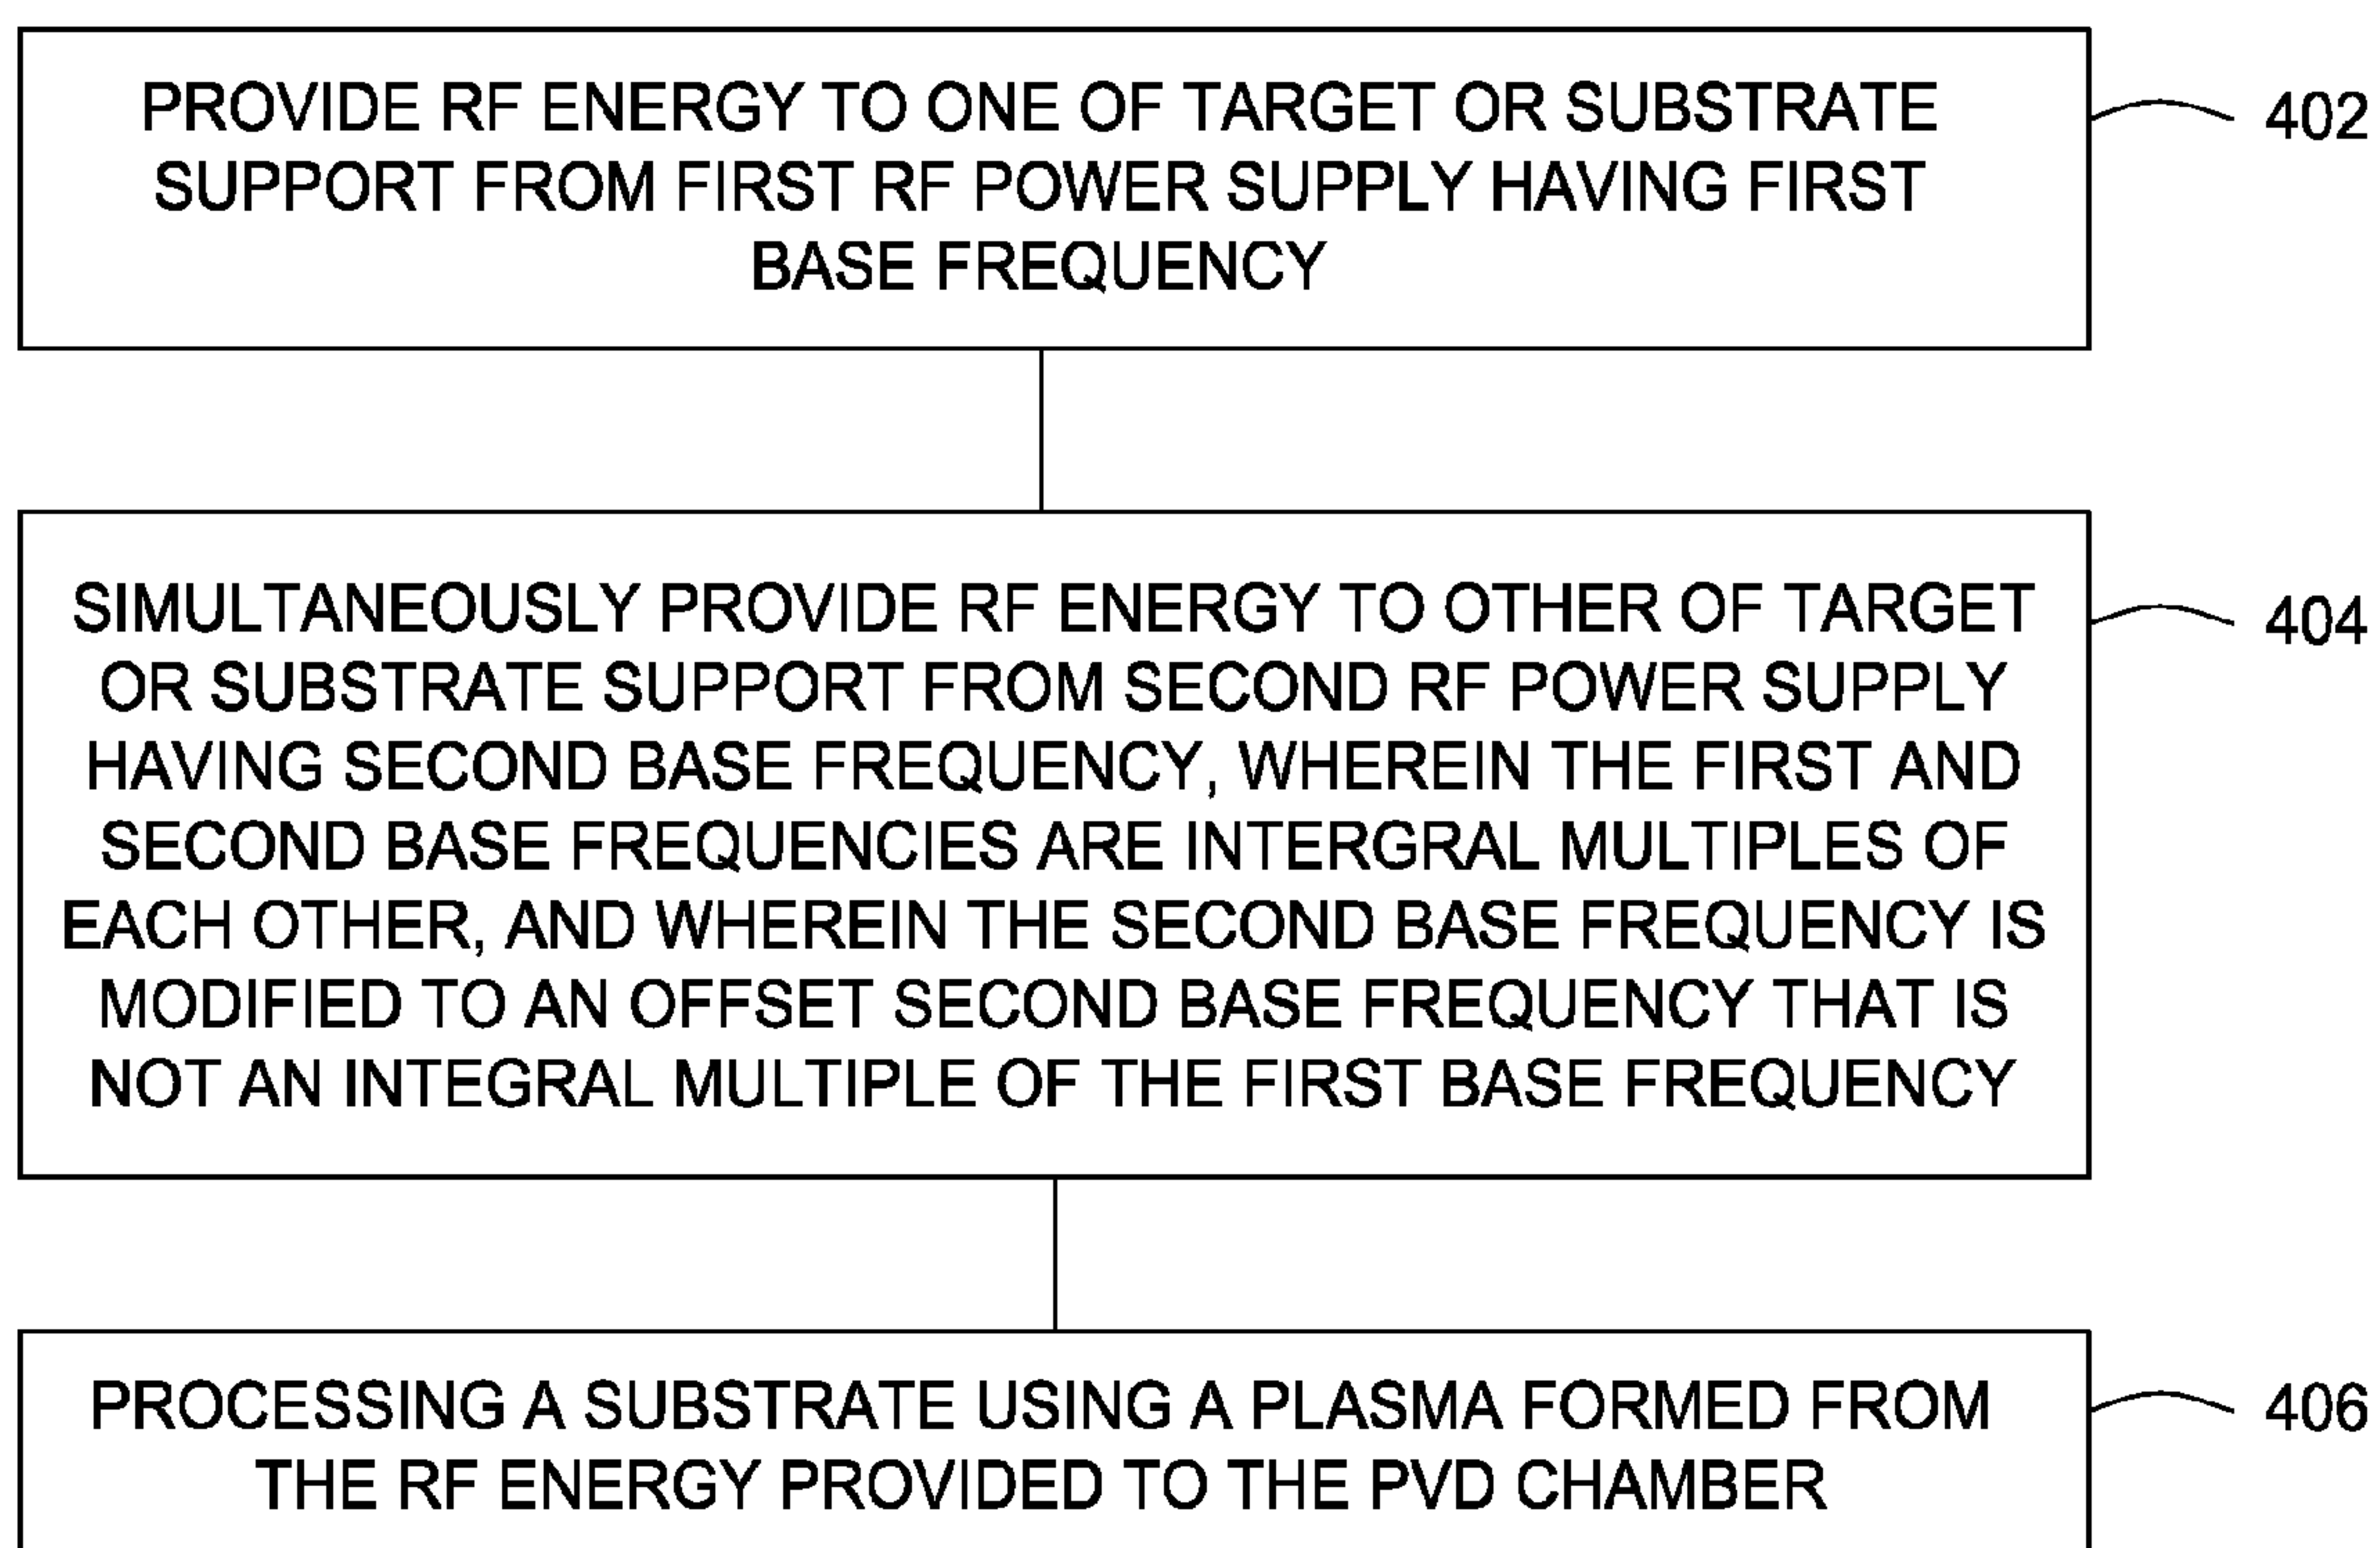 PROVIDE RF ENERGY TO ONE OF TARGET OR SUBSTRATE
SUPPORT FROM FIRST RF POWER SUPPLY HAVING FIRST
BASE FREQUENCY
402
SIMULTANEOUSLY PROVIDE RF ENERGY TO OTHER OF TARGET
OR SUBSTRATE SUPPORT FROM SECOND RF POWER SUPPLY
HAVING SECOND BASE FREQUENCY, WHEREIN THE FIRST AND
SECOND BASE FREQUENCIES ARE INTERGRAL MULTIPLES OF
EACH OTHER, AND WHEREIN THE SECOND BASE FREQUENCY IS
MODIFIED TO AN OFFSET SECOND BASE FREQUENCY THAT IS
NOT AN INTEGRAL MULTIPLE OF THE FIRST BASE FREQUENCY
404
PROCESSING A SUBSTRATE USING A PLASMA FORMED FROM
THE RF ENERGY PROVIDED TO THE PVD CHAMBER
406